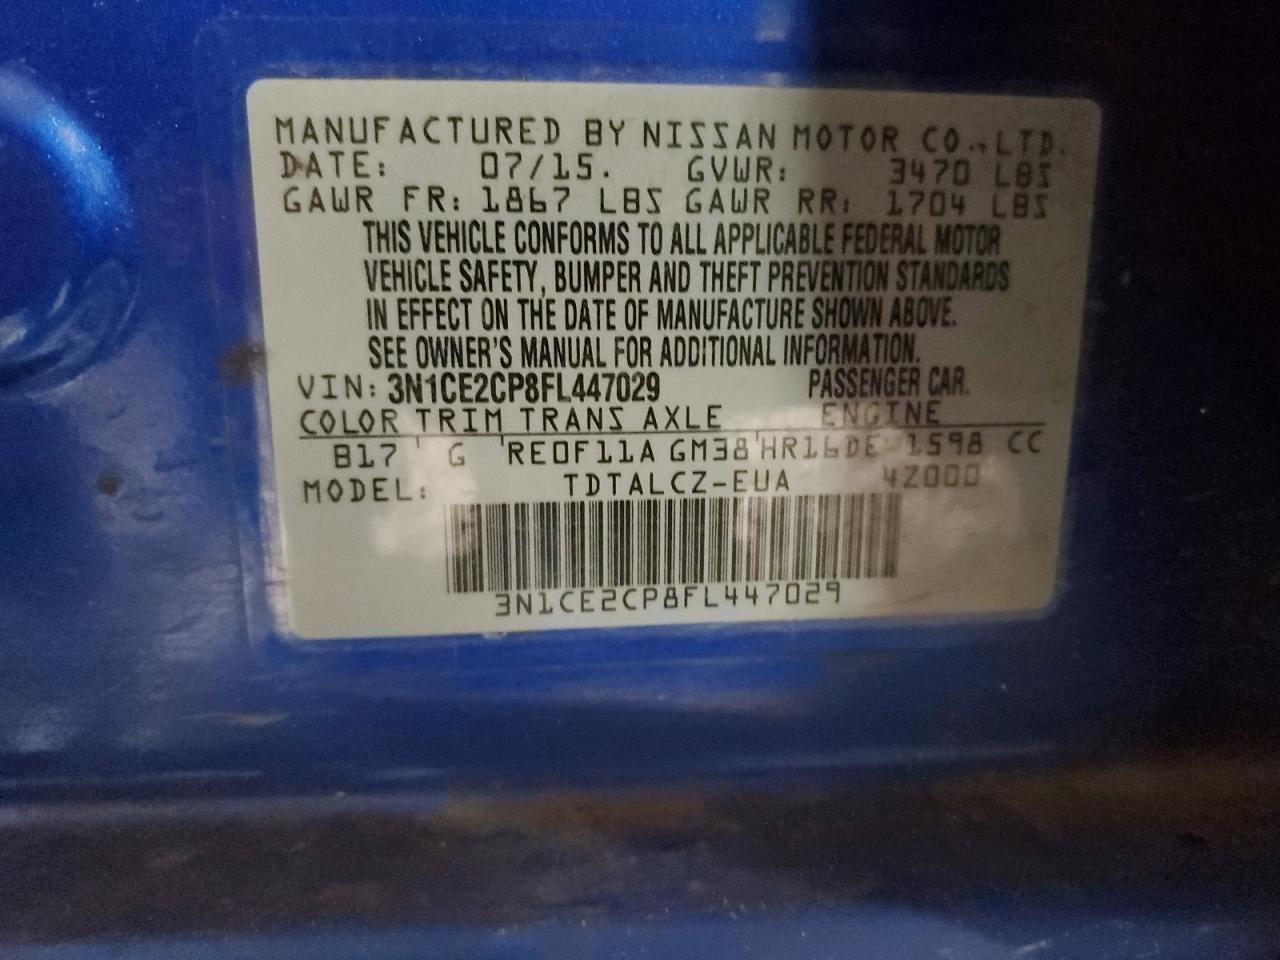 MANUFACTURED BY NISSAN MOTOR CO.,LTD.
DATE: 07/15. GVWR: 3470 LBS
GAWR FR: 1867 LBS GAWR RR: 1704 LBS
THIS VEHICLE CONFORMS TO ALL APPLICABLE FEDERAL MOTOR
VEHICLE SAFETY, BUMPER AND THEFT PREVENTION STANDARDS
IN EFFECT ON THE DATE OF MANUFACTURE SHOWN ABOVE.
SEE OWNER'S MANUAL FOR ADDITIONAL INFORMATION.
VIN: 3N1CE2CP8FL447029 PASSENGER CAR.
COLOR TRIM TRANS AXLE ENGINE
B17 ' G 'RE0F11A GM38'HR16DE 1598 CC
MODEL: TDTALCZ-EUA 4Z000
3N1CE2CP8FL447029